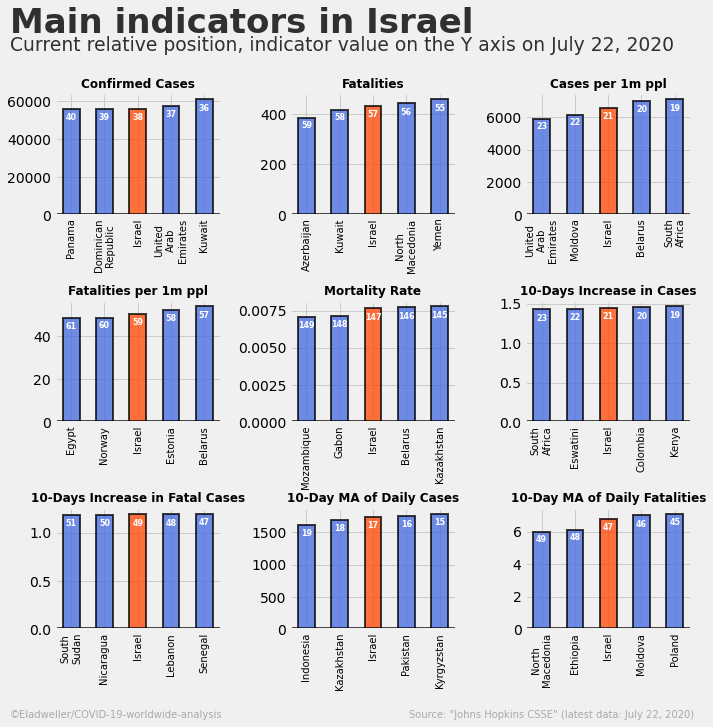 Main indicators in Israel
Current relative position, indicator value on the Y axis on July 22, 2020
Confirmed Cases
60000
40000
20000
0
40
39
38
37
36
Panama
Dominican
Republic
Israel
United
Arab
Emirates
Kuwait
Fatalities
400
200
0
59
58
57
56
55
Azerbaijan
Kuwait
Israel
North
Macedonia
Yemen
Cases per 1m ppl
6000
4000
2000
0
23
22
21
20
19
United
Arab
Emirates
Moldova
Israel
Belarus
South
Africa
Fatalities per 1m ppl
40
20
0
61
60
59
58
57
Egypt
Norway
Israel
Estonia
Belarus
Mortality Rate
0.0075
0.0050
0.0025
0.0000
149
148
147
146
145
Mozambique
Gabon
Israel
Belarus
Kazakhstan
10-Days Increase in Cases
1.5
1.0
0.5
0.0
23
22
21
20
19
South
Africa
Eswatini
Israel
Colombia
Kenya
10-Days Increase in Fatal Cases
1.0
0.5
0.0
51
50
49
48
47
South
Sudan
Nicaragua
Israel
Lebanon
Senegal
10-Day MA of Daily Cases
1500
1000
500
0
19
18
17
16
15
Indonesia
Kazakhstan
Israel
Pakistan
Kyrgyzstan
10-Day MA of Daily Fatalities
6
4
2
0
49
48
47
46
45
North
Macedonia
Ethiopia
Israel
Moldova
Poland
©Eladweller/COVID-19-worldwide-analysis
Source: "Johns Hopkins CSSE" (latest data: July 22, 2020)